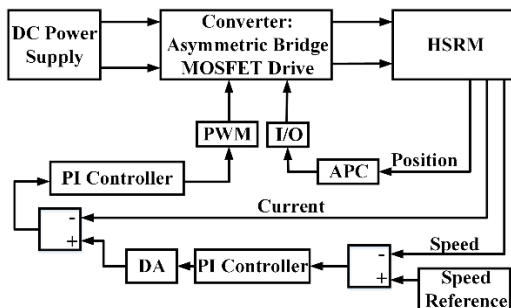 DC Power
Supply
Converter:
Asymmetric Bridge
MOSFET Drive
HSRM
PWM
I/O
PI Controller
APC
Position
Current
-
+
DA
PI Controller
-
+
Speed
Speed
Reference